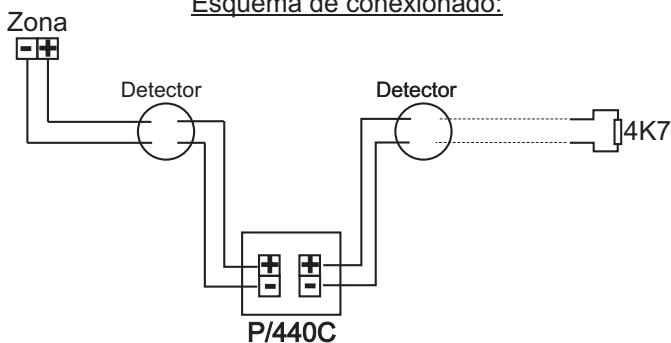 Esquema de conexionado:
Zona
- +
Detector
Detector
4K7
+ +
- -
P/440C